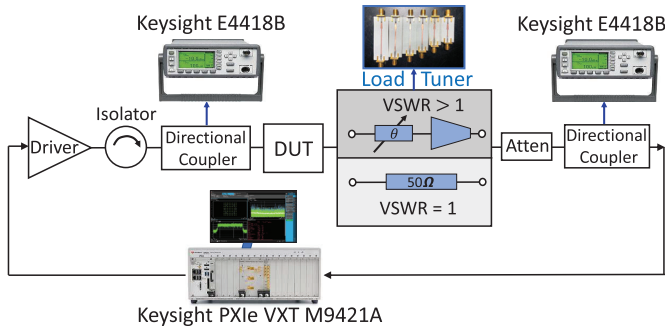 Keysight E4418B
Keysight E4418B
Load Tuner
VSWR > 1
θ
Isolator
Driver
Directional
Coupler
DUT
Atten
Directional
Coupler
50Ω
VSWR = 1
Keysight PXIe VXT M9421A